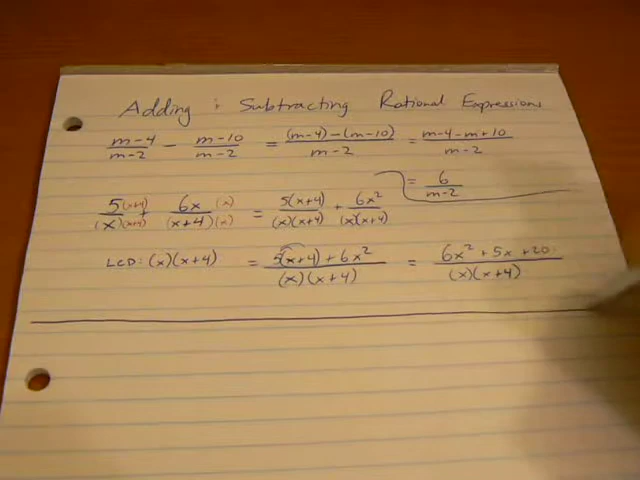 Adding & Subtracting Rational Expressions
(m-4)/(m-2) - (m-10)/(m-2) = ((m-4)-(m-10))/(m-2) = (m-4-m+10)/(m-2)
= 6/(m-2)
5(x+4)/(x)(x+4) + 6x(x)/(x+4)(x) = 5(x+4)/(x)(x+4) + 6x²/(x)(x+4)
LCD: (x)(x+4) = (5(x+4)+6x²)/(x)(x+4) = (6x²+5x+20)/(x)(x+4)